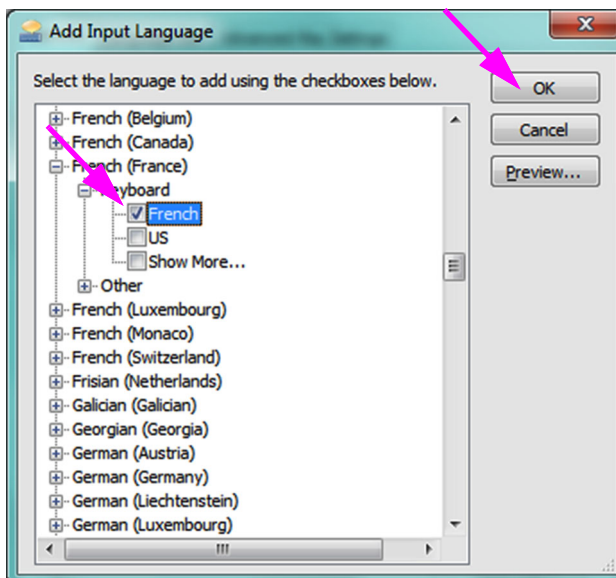 Add Input Language
Select the language to add using the checkboxes below.
OK
Cancel
Preview...
French (Belgium)
French (Canada)
French (France)
Keyboard
French
US
Show More...
Other
French (Luxembourg)
French (Monaco)
French (Switzerland)
Frisian (Netherlands)
Galician (Galician)
Georgian (Georgia)
German (Austria)
German (Germany)
German (Liechtenstein)
German (Luxembourg)